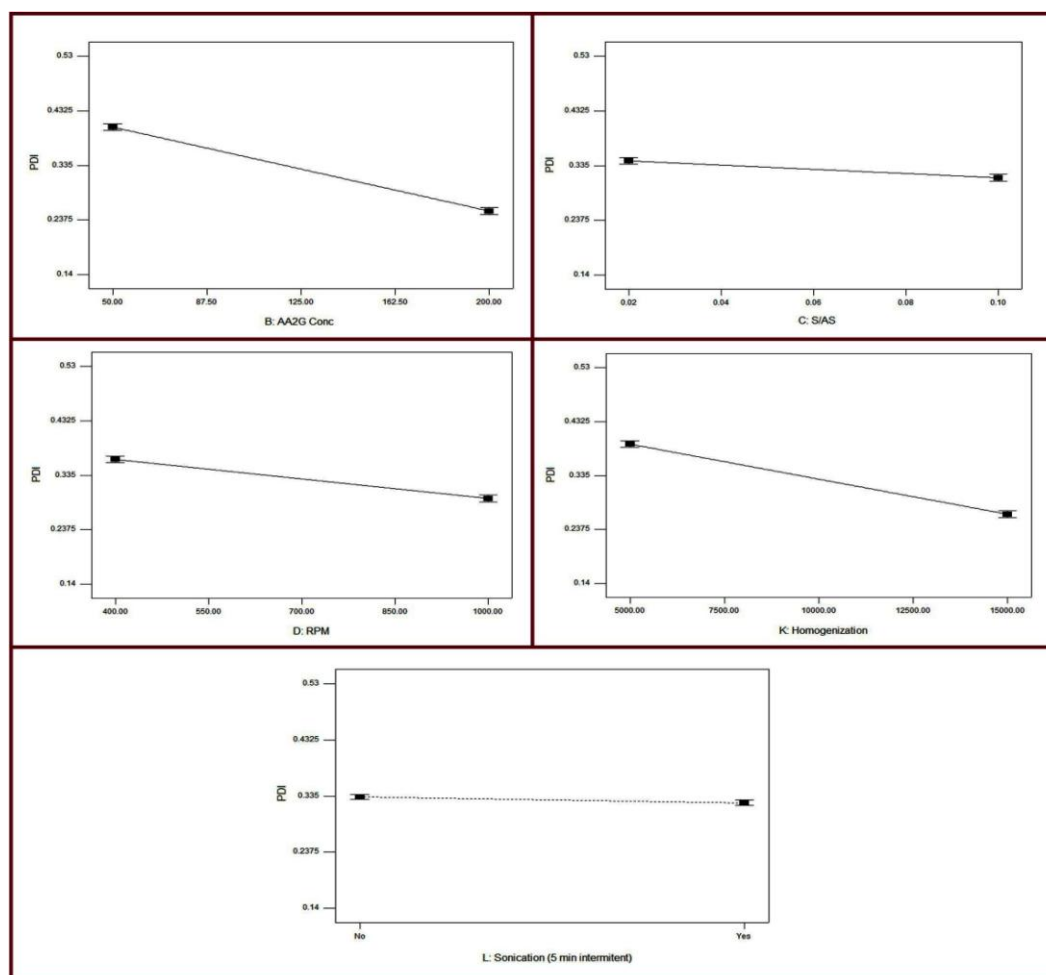 0.53
0.4325
PDI
0.335
0.2375
0.14
50.00 87.50 125.00 162.50 200.00
B: AA2G Conc
0.53
0.4325
PDI
0.335
0.2375
0.14
0.02 0.04 0.06 0.08 0.10
C: S/AS
0.53
0.4325
PDI
0.335
0.2375
0.14
400.00 550.00 700.00 850.00 1000.00
D: RPM
0.53
0.4325
PDI
0.335
0.2375
0.14
5000.00 7500.00 10000.00 12500.00 15000.00
K: Homogenization
0.53
0.4325
PDI
0.335
0.2375
0.14
No Yes
L: Sonication (5 min intermitent)